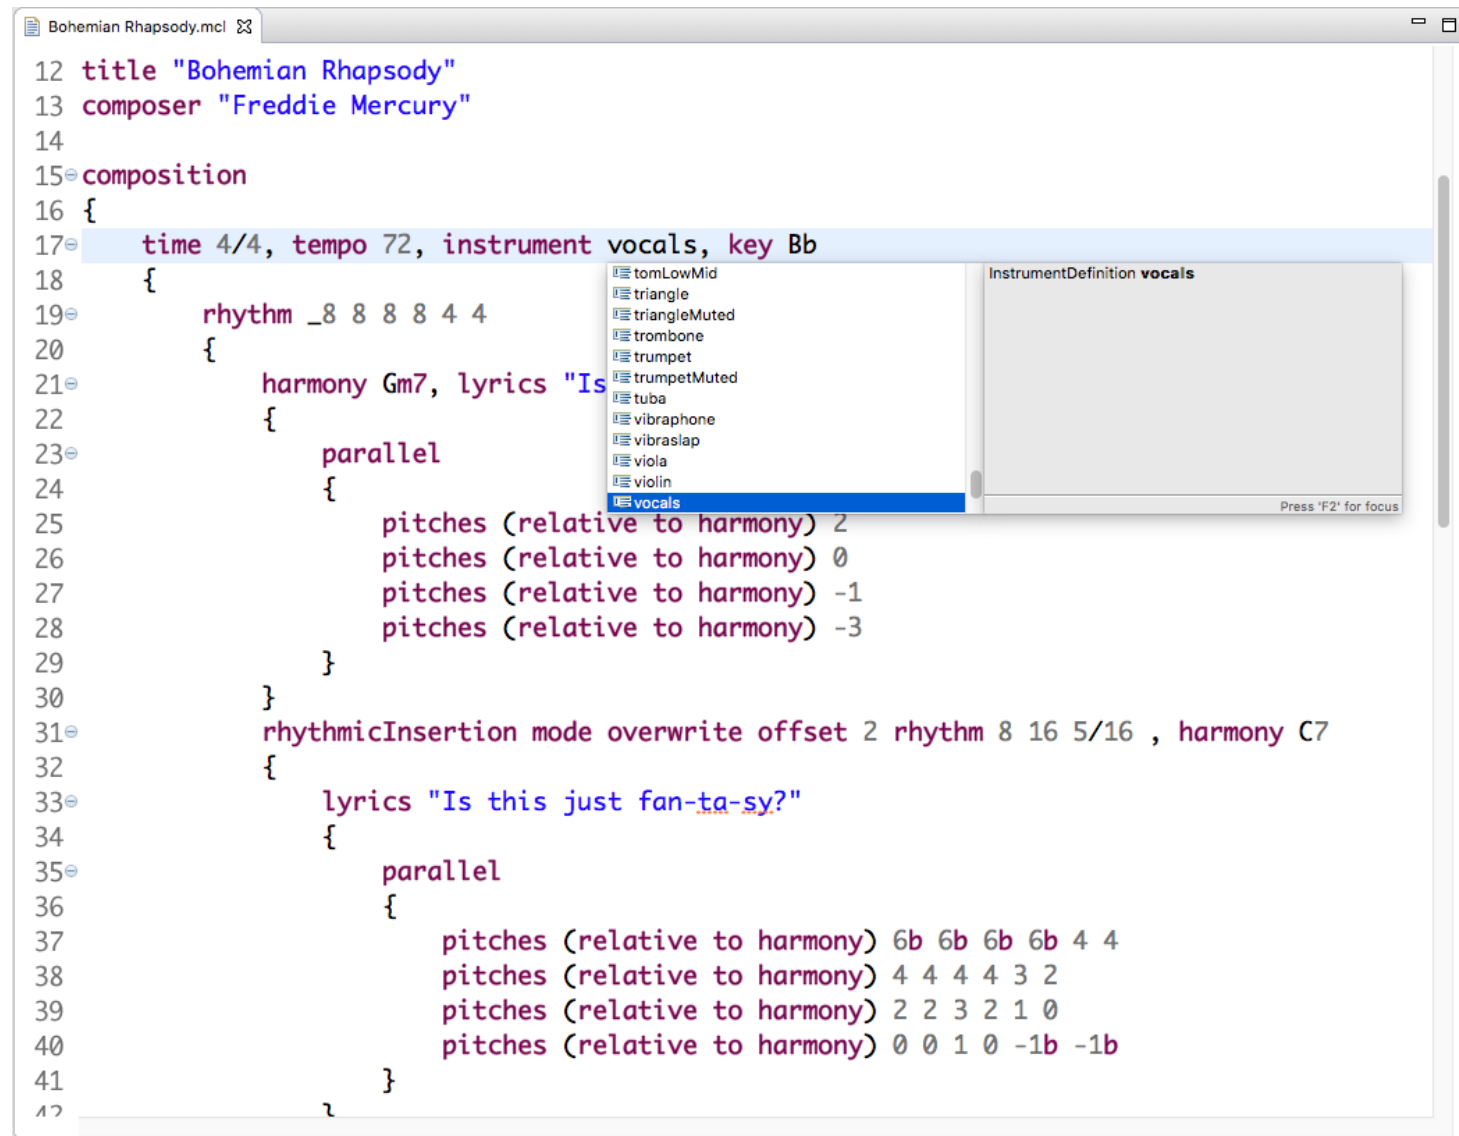 Bohemian Rhapsody.mcl
12 title "Bohemian Rhapsody"
13 composer "Freddie Mercury"
14
15 composition
16 {
17 time 4/4, tempo 72, instrument vocals, key Bb
18 {
19 rhythm _8 8 8 8 4 4
20 {
21 harmony Gm7, lyrics "Is
22 {
23 parallel
24 {
25 pitches (relative to harmony) 2
26 pitches (relative to harmony) 0
27 pitches (relative to harmony) -1
28 pitches (relative to harmony) -3
29 }
30 }
31 rhythmicInsertion mode overwrite offset 2 rhythm 8 16 5/16 , harmony C7
32 {
33 lyrics "Is this just fan-ta-sy?"
34 {
35 parallel
36 {
37 pitches (relative to harmony) 6b 6b 6b 6b 4 4
38 pitches (relative to harmony) 4 4 4 4 3 2
39 pitches (relative to harmony) 2 2 3 2 1 0
40 pitches (relative to harmony) 0 0 1 0 -1b -1b
41 }
42 }
tomLowMid
triangle
triangleMuted
trombone
trumpet
trumpetMuted
tuba
vibraphone
vibraslap
viola
violin
vocals
InstrumentDefinition vocals
Press 'F2' for focus